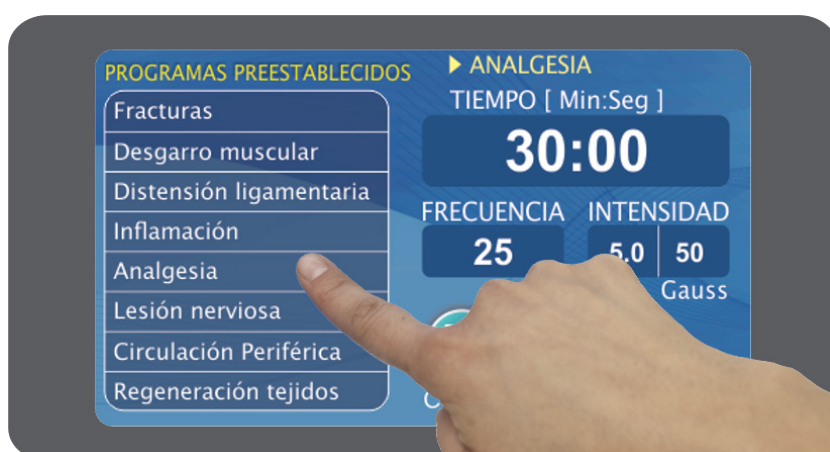 PROGRAMAS PREESTABLECIDOS
Fracturas
Desgarro muscular
Distensión ligamentaria
Inflamación
Analgesia
Lesión nerviosa
Circulación Periférica
Regeneración tejidos
ANALGESIA
TIEMPO [ Min:Seg ]
30:00
FRECUENCIA INTENSIDAD
25 5.0 50
Gauss